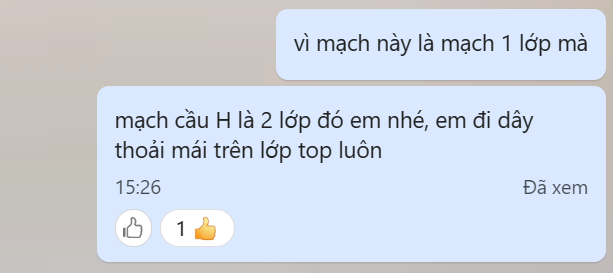 vì mạch này là mạch 1 lớp mà
mạch cầu H là 2 lớp đó em nhé, em đi dây
thoải mái trên lớp top luôn
15:26 Đã xem
1